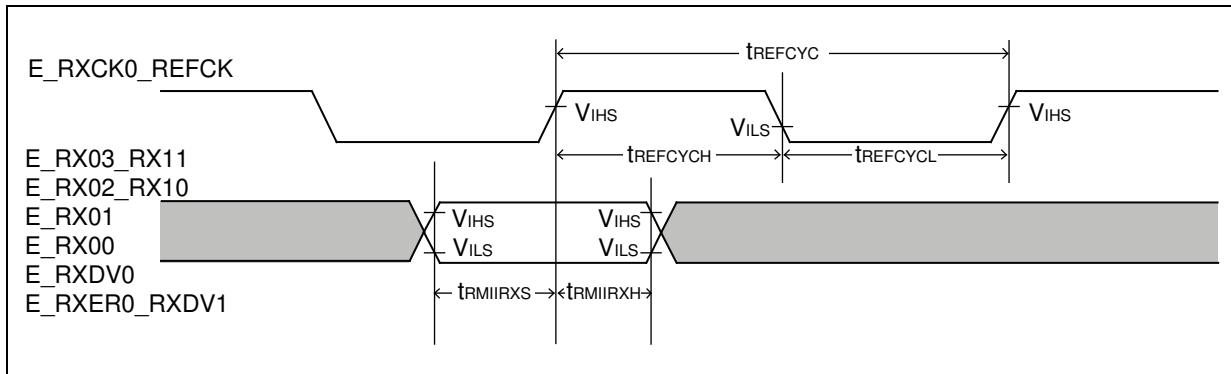 tREFCYC
E_RXCK0_REFCK
VIHS
VIHS
VILS
tREFCYCH
tREFCYCL
E_RX03_RX11
E_RX02_RX10
E_RX01
E_RX00
E_RXDV0
E_RXER0_RXDV1
VIHS
VIHS
VILS
VILS
tRMIIRXS
tRMIIRXH